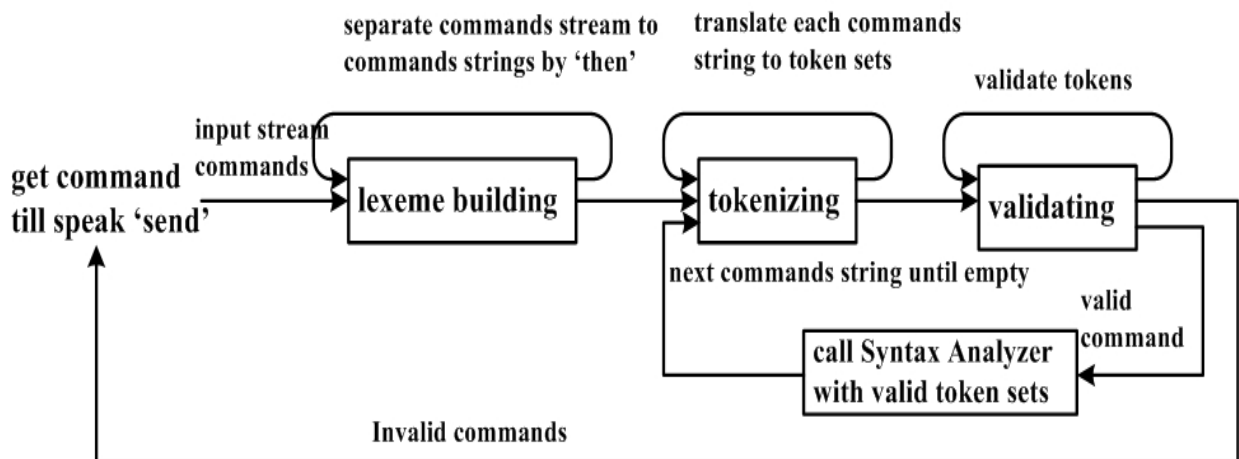 separate commands stream to
commands strings by ‘then’
translate each commands
string to token sets
validate tokens
input stream
commands
get command
till speak ‘send’
lexeme building
tokenizing
validating
next commands string until empty
valid
command
call Syntax Analyzer
with valid token sets
Invalid commands